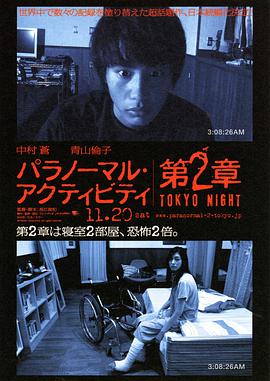 世界中で数々の記録を塗り替えた超話題作、日本続編に
3:08:26AM
中村 蒼 青山倫子
パラノーマル・
アクティビティ
第2章
TOKYO NIGHT
11.20 sat www.paranormal-2-tokyo.jp
第2章は寝室2部屋、恐怖2倍。
3:08:26AM